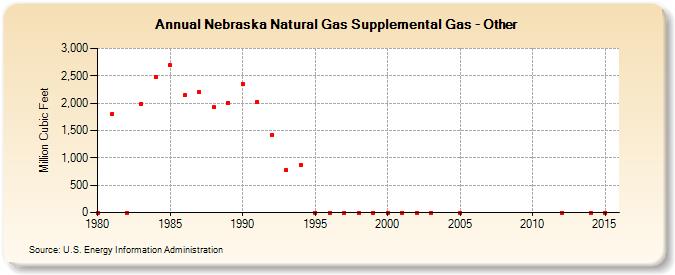 Annual Nebraska Natural Gas Supplemental Gas - Other
Million Cubic Feet
3,000
2,500
2,000
1,500
1,000
500
0
1980 1985 1990 1995 2000 2005 2010 2015
Source: U.S. Energy Information Administration